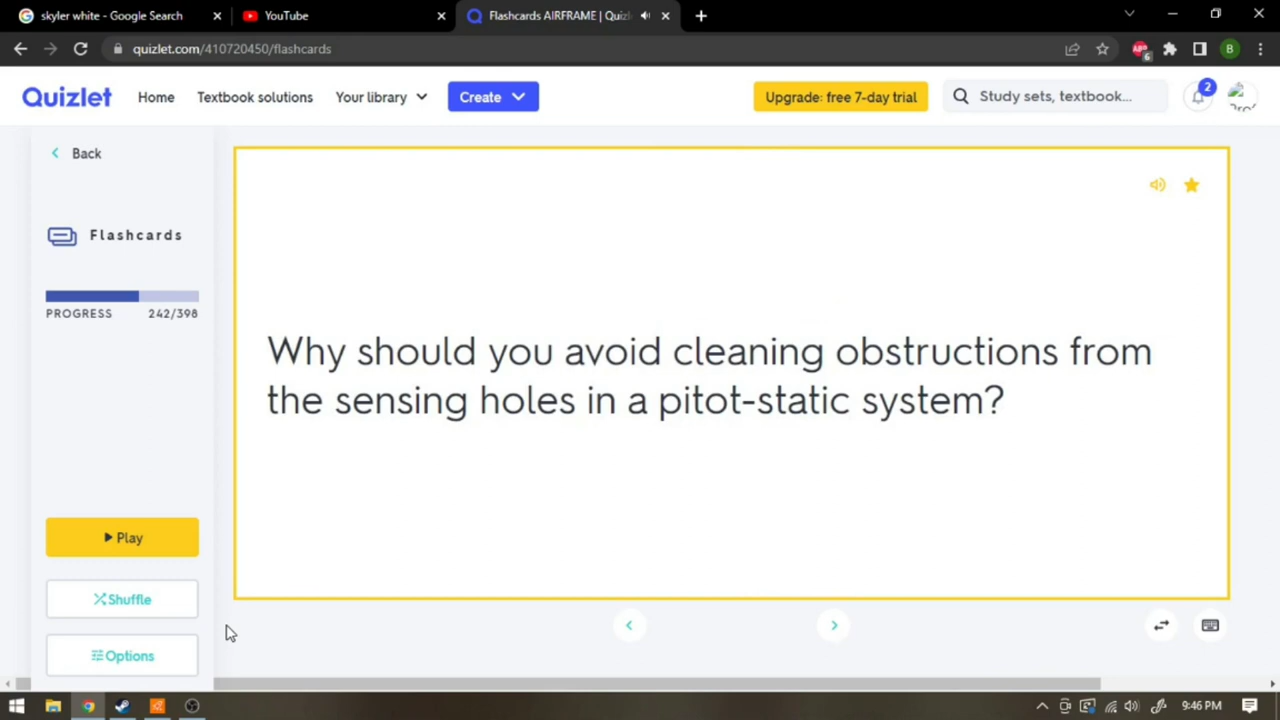 skyler white - Google Search
YouTube
Flashcards AIRFRAME | Quizl
quizlet.com/410720450/flashcards
ABP
6
B
Quizlet
Home
Textbook solutions
Your library
Create
Upgrade: free 7-day trial
Study sets, textbook...
2
Back
Flashcards
PROGRESS 242/398
Why should you avoid cleaning obstructions from
the sensing holes in a pitot-static system?
Play
Shuffle
Options
9:46 PM